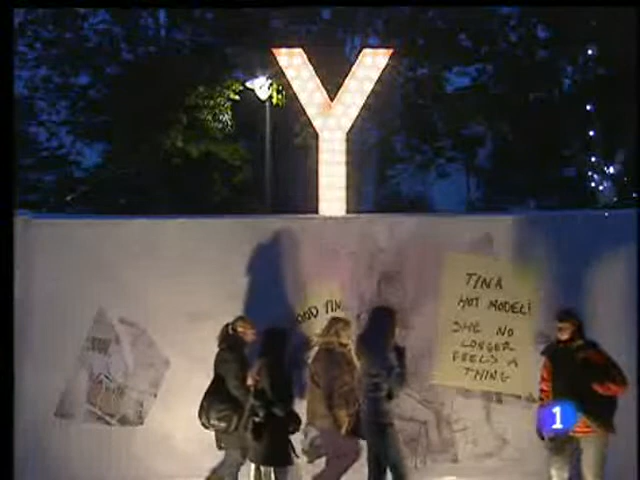 Y
TINA
HOT MODEL!
SHE NO
LONGER
FEELS A
THING
1